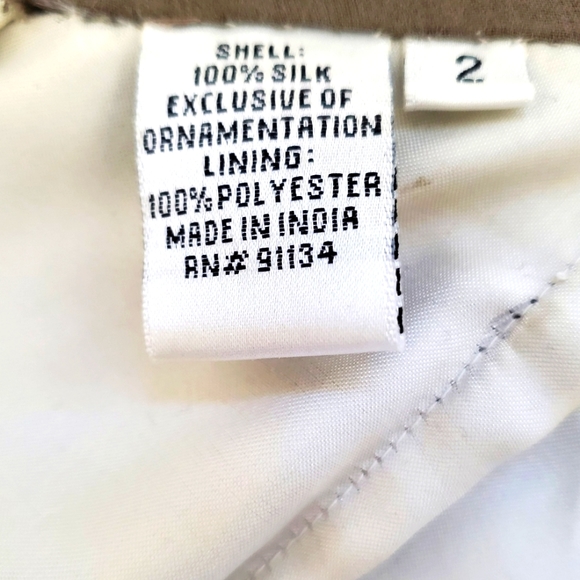 SHELL:
100% SILK
EXCLUSIVE OF
ORNAMENTATION
LINING:
100% POLYESTER
MADE IN INDIA
RN# 91134
2